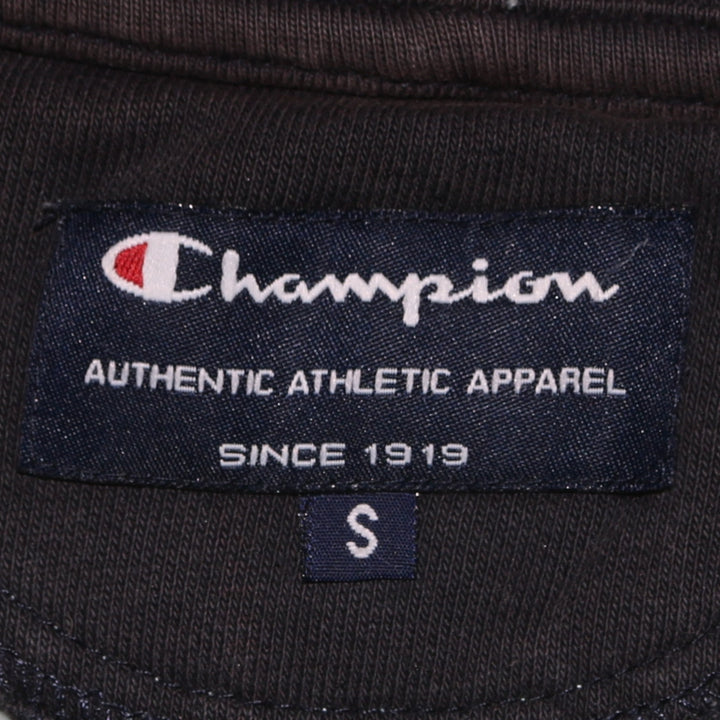 Champion
AUTHENTIC ATHLETIC APPAREL
SINCE 1919
S